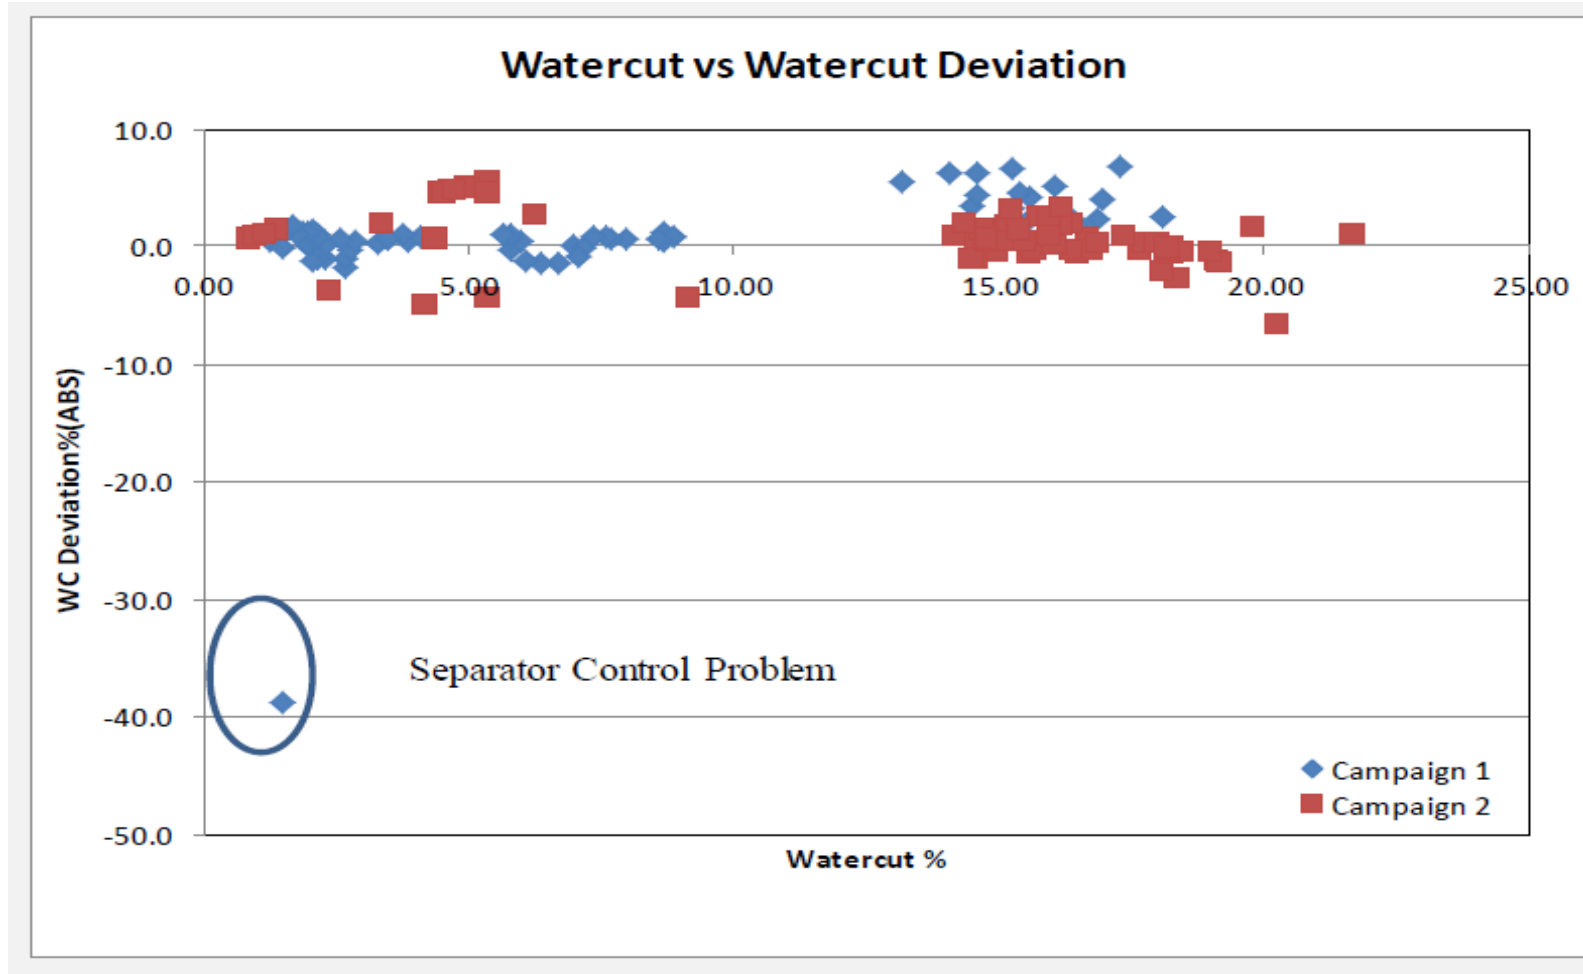 Watercut vs Watercut Deviation
10.0
0.0
0.00 5.00 10.00 15.00 20.00 25.00
-10.0
-20.0
-30.0
-40.0
-50.0
WC Deviation%(ABS)
Separator Control Problem
Campaign 1
Campaign 2
Watercut %